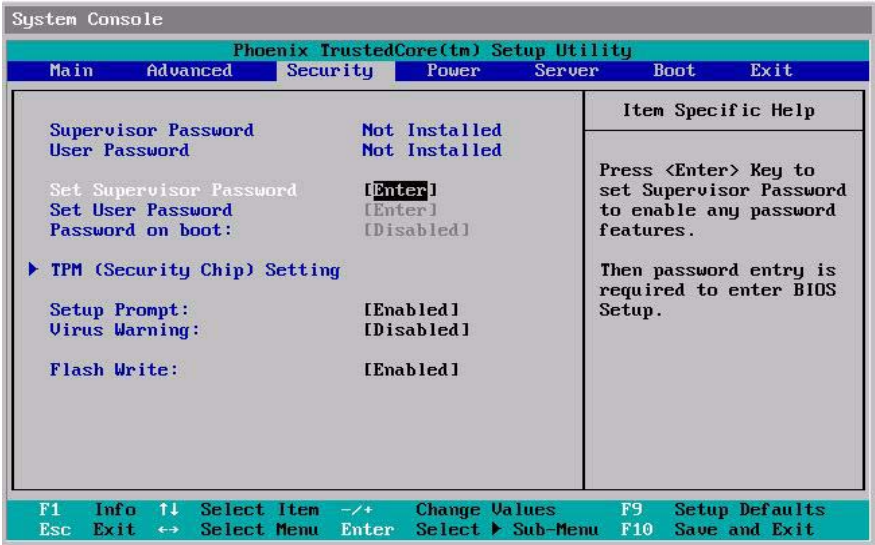 System Console
Phoenix TrustedCore(tm) Setup Utility
Main Advanced Security Power Server Boot Exit
Item Specific Help
Supervisor Password Not Installed
User Password Not Installed
Set Supervisor Password [Enter]
Set User Password [Enter]
Password on boot: [Disabled]
TPM (Security Chip) Setting
Setup Prompt: [Enabled]
Virus Warning: [Disabled]
Flash Write: [Enabled]
Press <Enter> Key to
set Supervisor Password
to enable any password
features.
Then password entry is
required to enter BIOS
Setup.
F1 Info ↑↓ Select Item -/+ Change Values F9 Setup Defaults
Esc Exit ↔ Select Menu Enter Select ▶ Sub-Menu F10 Save and Exit